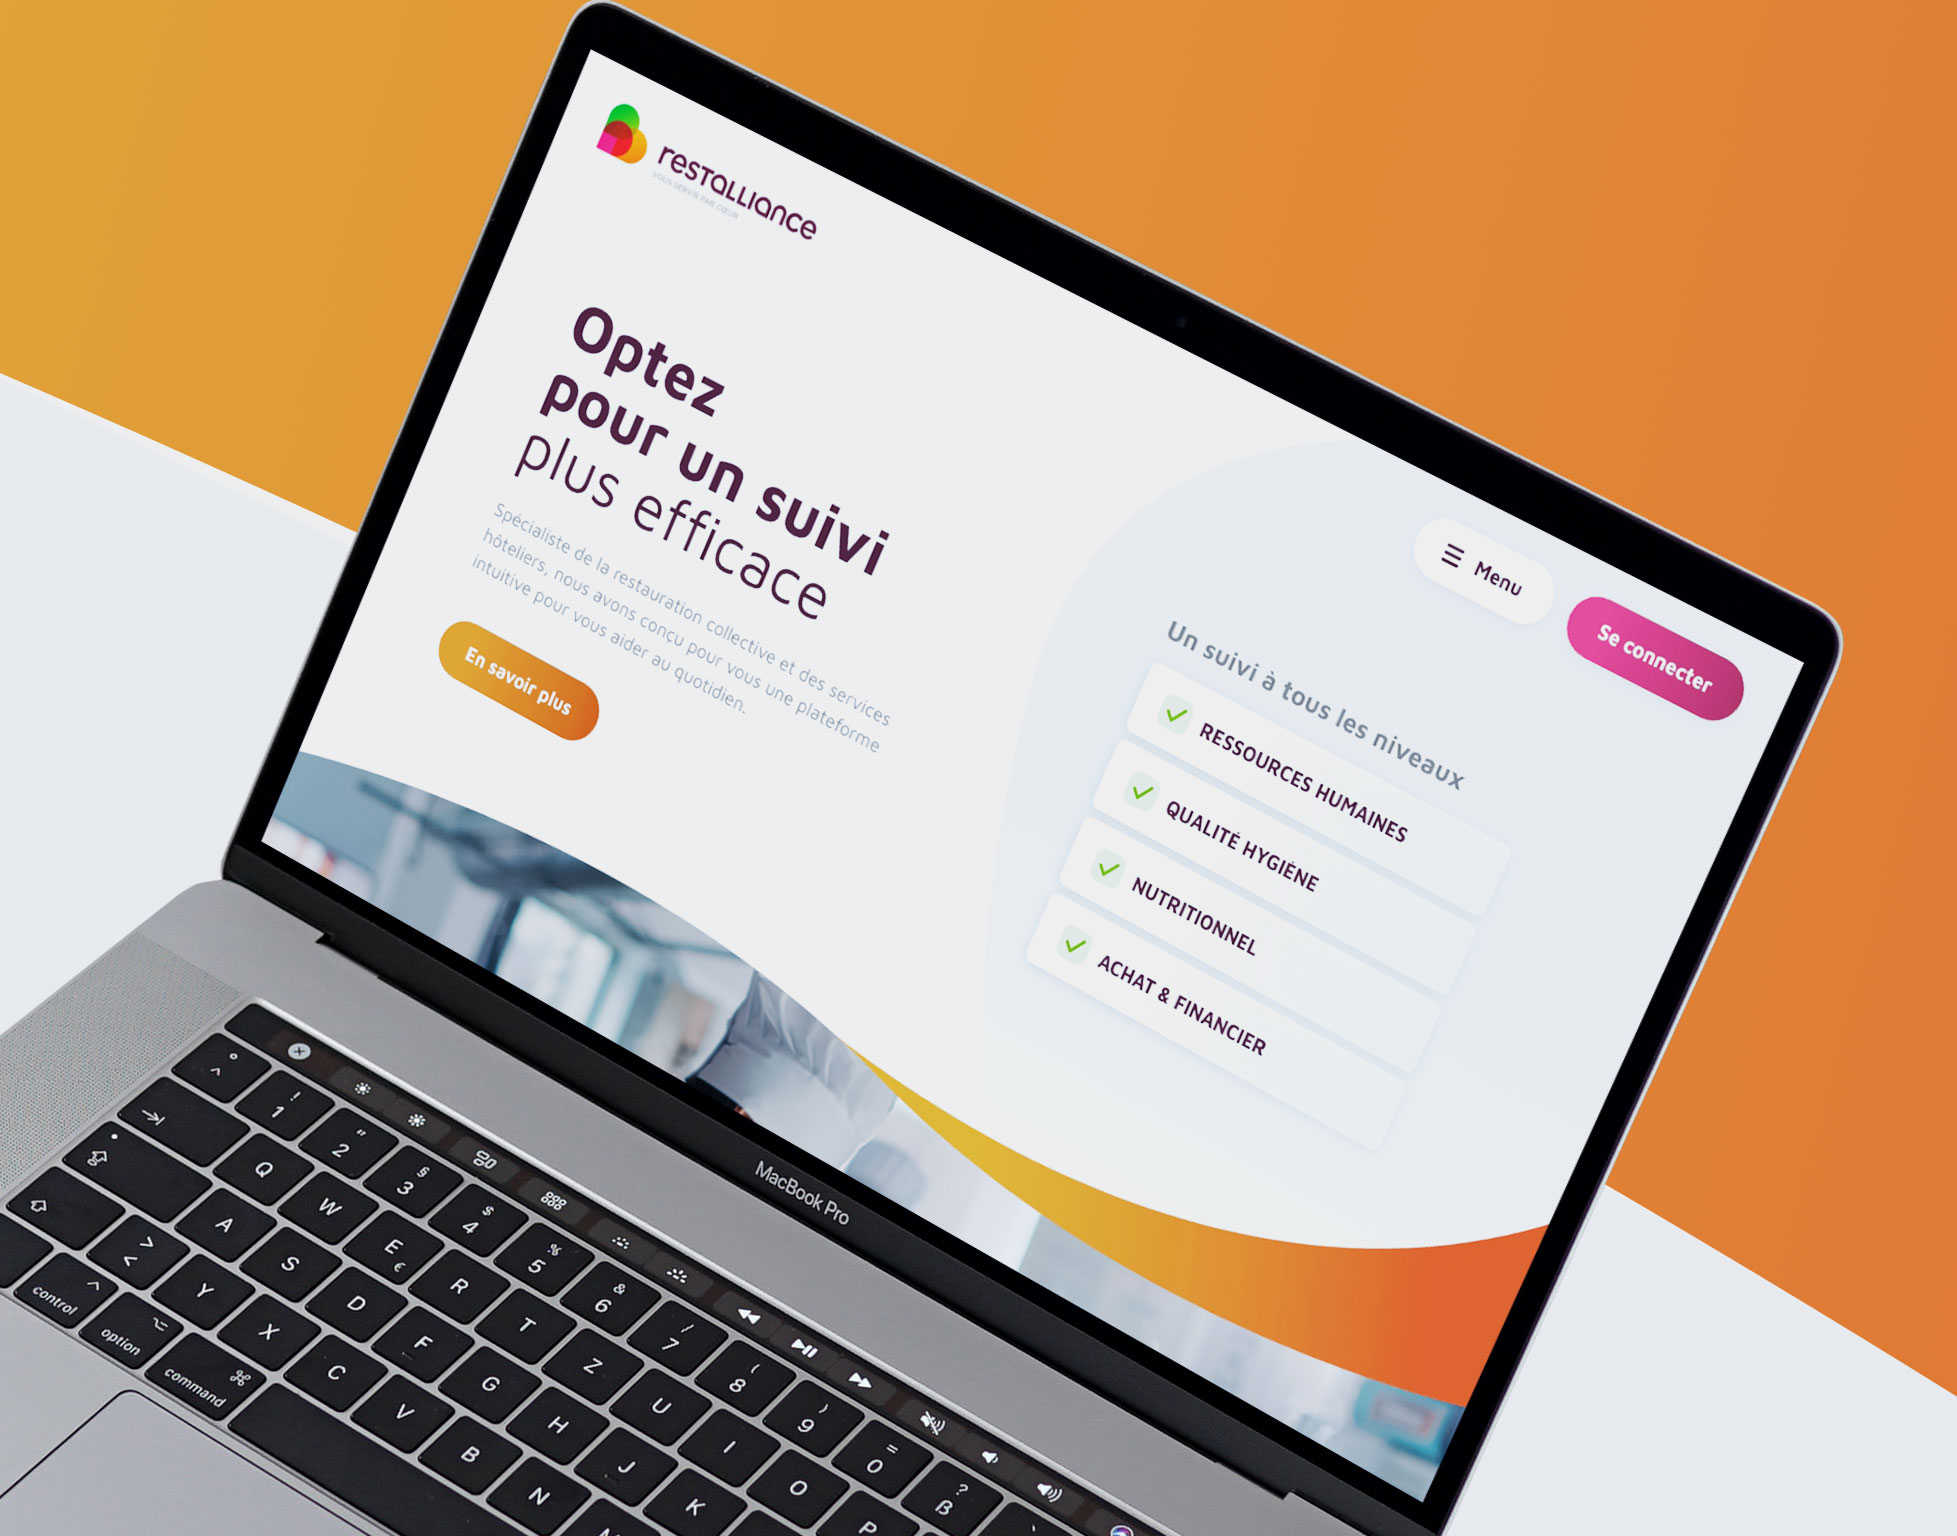 restalliance
VOUS SERVIR PAR CŒUR
Menu
Se connecter
Optez
pour un suivi
plus efficace
Spécialiste de la restauration collective et des services
hôteliers, nous avons conçu pour vous une plateforme
intuitive pour vous aider au quotidien.
En savoir plus
Un suivi à tous les niveaux
RESSOURCES HUMAINES
QUALITÉ HYGIÈNE
NUTRITIONNEL
ACHAT & FINANCIER
MacBook Pro
° ^
! 1 " 2 § 3 $ 4 % 5 & 6 / 7 ( 8 ) 9 = 0 ? ß
Q W E € R T Z U I O P
A S D F G H J K
> < Y X C V B N
control option command